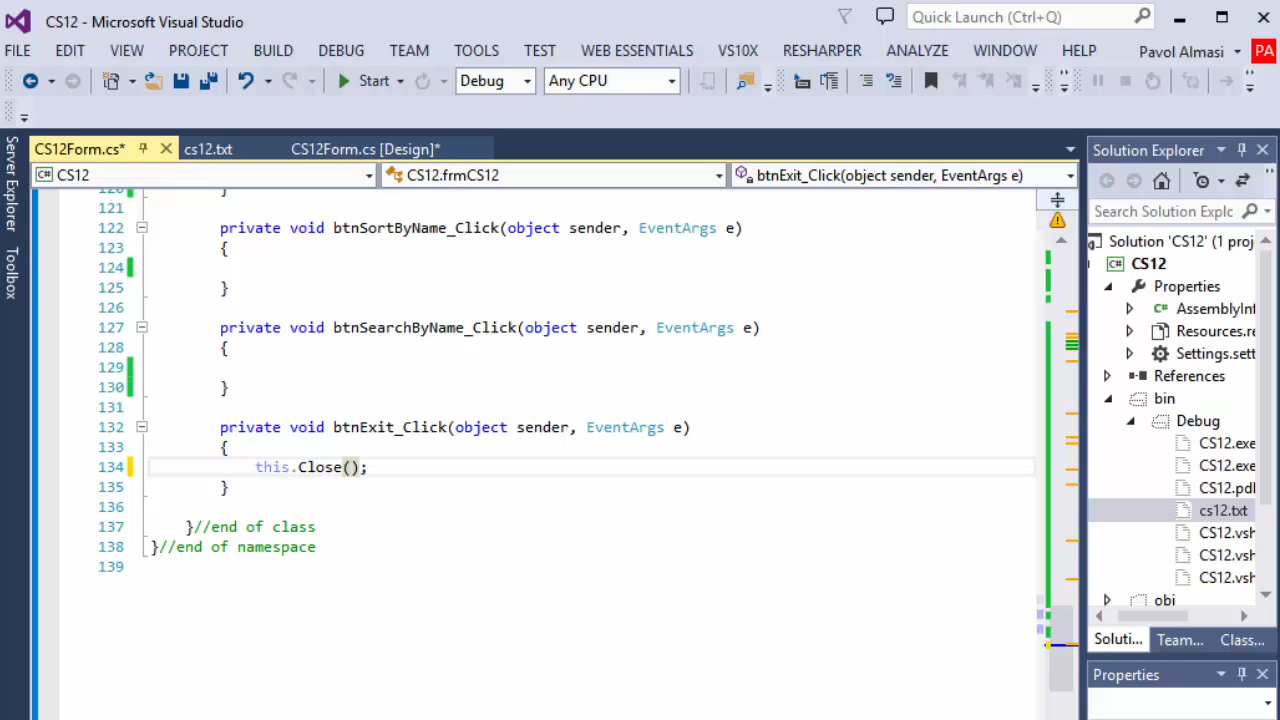 CS12 - Microsoft Visual Studio
Quick Launch (Ctrl+Q)
FILE EDIT VIEW PROJECT BUILD DEBUG TEAM TOOLS TEST WEB ESSENTIALS VS10X RESHARPER ANALYZE WINDOW HELP Pavol Almasi PA
Start Debug Any CPU
Server Explorer
Toolbox
CS12Form.cs* cs12.txt CS12Form.cs [Design]*
C# CS12 CS12.frmCS12 btnExit_Click(object sender, EventArgs e)
120 }
121
122 private void btnSortByName_Click(object sender, EventArgs e)
123 {
124
125 }
126
127 private void btnSearchByName_Click(object sender, EventArgs e)
128 {
129
130 }
131
132 private void btnExit_Click(object sender, EventArgs e)
133 {
134 this.Close();
135 }
136
137 }//end of class
138 }//end of namespace
139
Solution Explorer
Search Solution Explc
Solution 'CS12' (1 proj
C# CS12
Properties
C# AssemblyInf
Resources.re
Settings.sett
References
bin
Debug
CS12.exe
CS12.exe
CS12.pdl
cs12.txt
CS12.vsh
CS12.vsh
CS12.vsh
obj
Soluti... Team... Class...
Properties